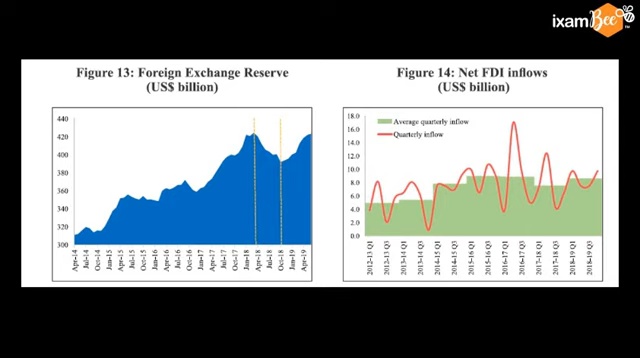 ixamBee
Figure 13: Foreign Exchange Reserve
(US$ billion)
440
420
400
380
360
340
320
300
Apr-14
Jul-14
Oct-14
Jan-15
Apr-15
Jul-15
Oct-15
Jan-16
Apr-16
Jul-16
Oct-16
Jan-17
Apr-17
Jul-17
Oct-17
Jan-18
Apr-18
Jul-18
Oct-18
Jan-19
Apr-19
Figure 14: Net FDI inflows
(US$ billion)
18.0
16.0
14.0
12.0
10.0
8.0
6.0
4.0
2.0
0.0
Average quarterly inflow
Quarterly inflow
2012-13 Q1
2012-13 Q3
2013-14 Q1
2013-14 Q3
2014-15 Q1
2014-15 Q3
2015-16 Q1
2015-16 Q3
2016-17 Q1
2016-17 Q3
2017-18 Q1
2017-18 Q3
2018-19 Q1
2018-19 Q3